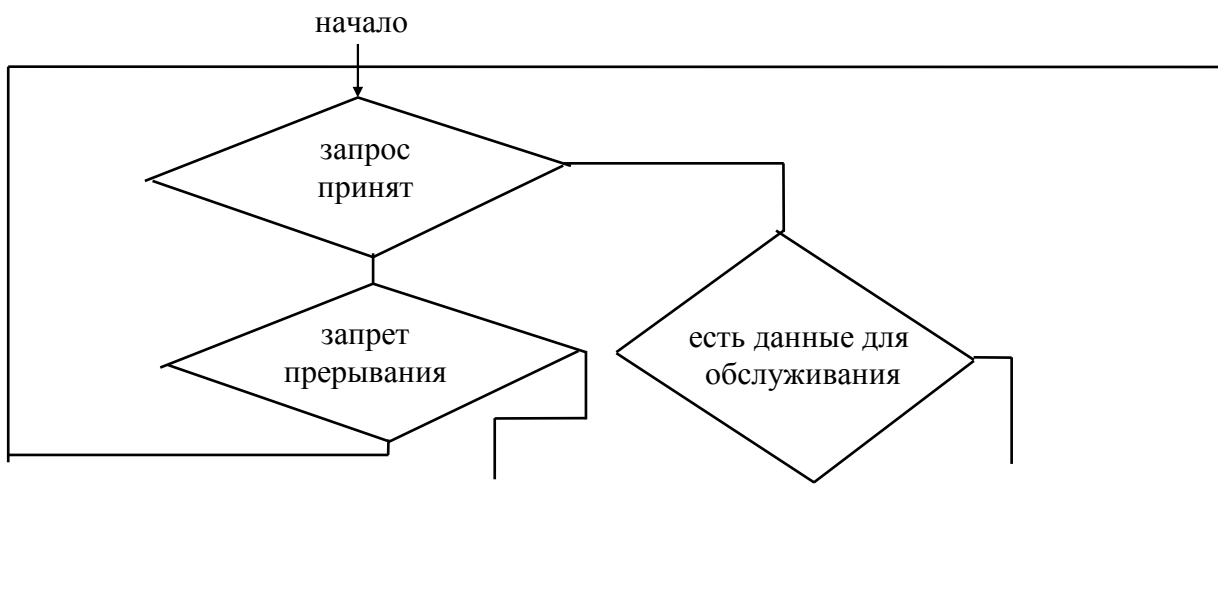 начало
запрос
принят
запрет
прерывания
есть данные для
обслуживания